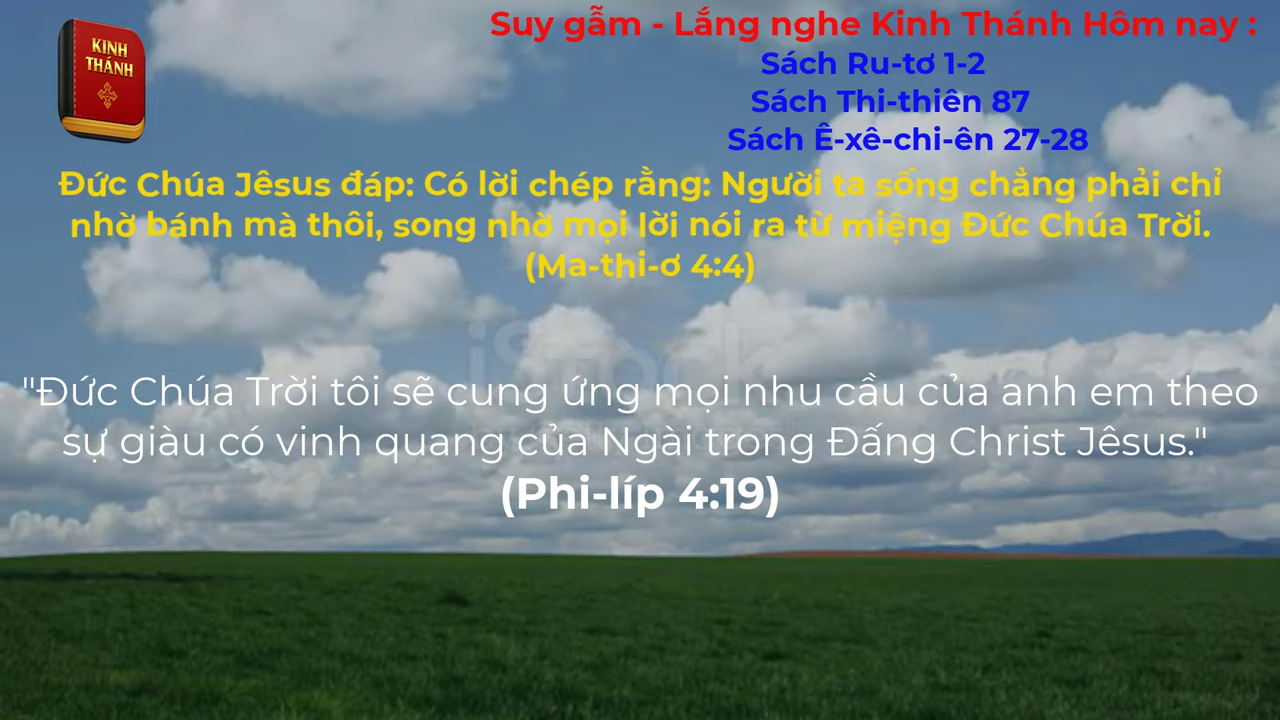 KINH
THÁNH
Suy gẫm - Lắng nghe Kinh Thánh Hôm nay :
Sách Ru-tơ 1-2
Sách Thi-thiên 87
Sách Ê-xê-chi-ên 27-28
Đức Chúa Jêsus đáp: Có lời chép rằng: Người ta sống chẳng phải chỉ
nhờ bánh mà thôi, song nhờ mọi lời nói ra từ miệng Đức Chúa Trời.
(Ma-thi-ơ 4:4)
iStock
"Đức Chúa Trời tôi sẽ cung ứng mọi nhu cầu của anh em theo
sự giàu có vinh quang của Ngài trong Đấng Christ Jêsus."
(Phi-líp 4:19)